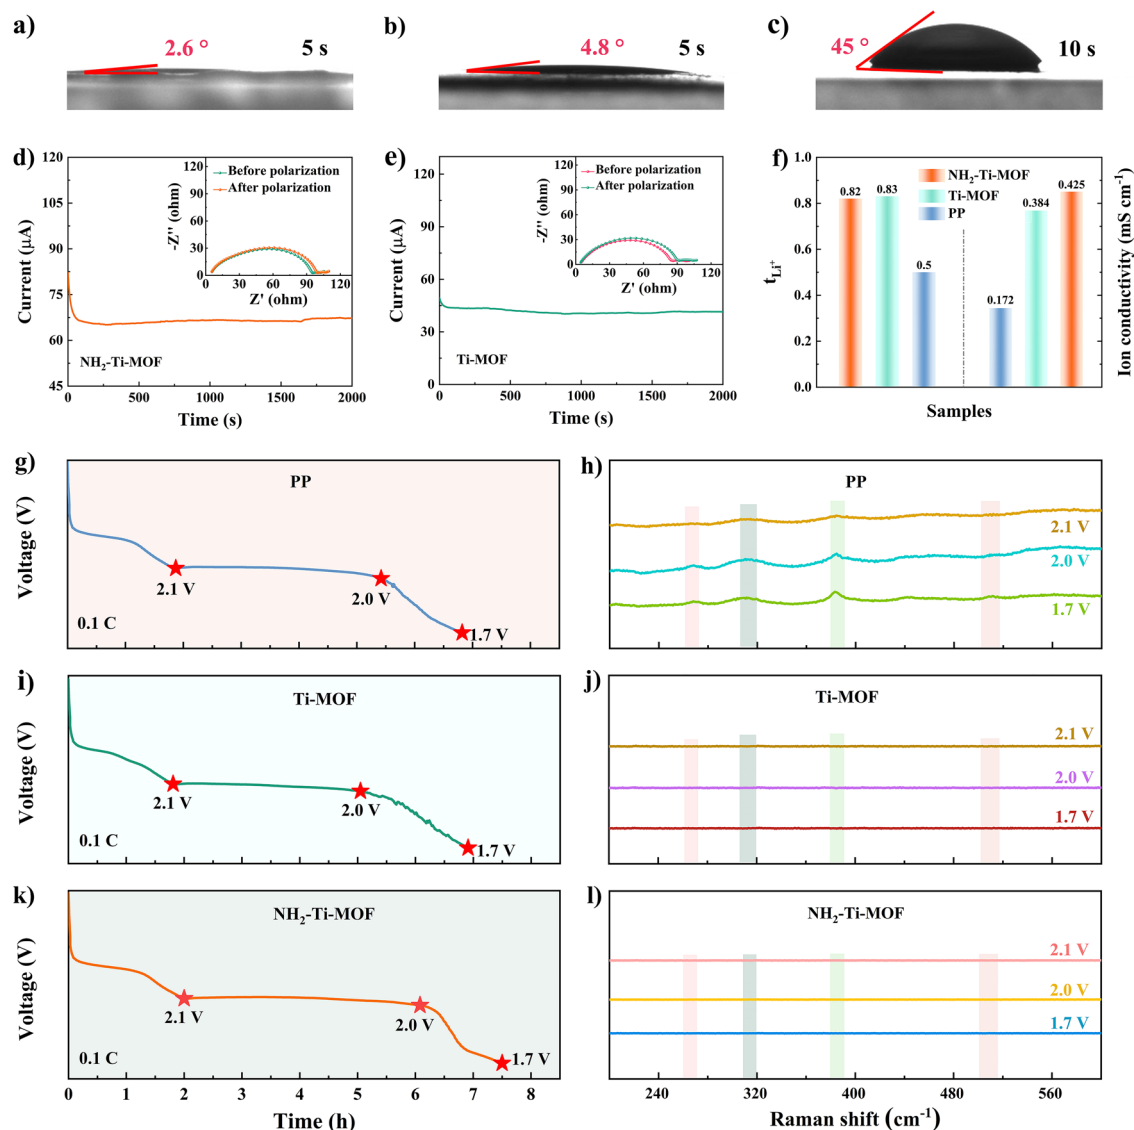 a)
2.6 °
5 s
b)
4.8 °
5 s
c)
45 °
10 s
d)
Current (μA)
120
105
90
75
60
45
0
500
1000
1500
2000
Time (s)
NH₂-Ti-MOF
-Z'' (ohm)
120
90
60
30
0
0
30
60
90
120
Z' (ohm)
Before polarization
After polarization
e)
Current (μA)
120
90
60
30
0
0
500
1000
1500
2000
Time (s)
Ti-MOF
-Z'' (ohm)
120
90
60
30
0
0
30
60
90
120
Z' (ohm)
Before polarization
After polarization
f)
t_Li⁺
1.0
0.8
0.6
0.4
0.2
0.0
NH₂-Ti-MOF
Ti-MOF
PP
0.82
0.83
0.5
0.172
0.384
0.425
Samples
Ion conductivity (mS cm⁻¹)
g)
Voltage (V)
PP
2.1 V
2.0 V
1.7 V
0.1 C
h)
PP
2.1 V
2.0 V
1.7 V
i)
Voltage (V)
Ti-MOF
2.1 V
2.0 V
1.7 V
0.1 C
j)
Ti-MOF
2.1 V
2.0 V
1.7 V
k)
Voltage (V)
NH₂-Ti-MOF
2.1 V
2.0 V
1.7 V
0.1 C
0
1
2
3
4
5
6
7
8
Time (h)
l)
NH₂-Ti-MOF
2.1 V
2.0 V
1.7 V
240
320
400
480
560
Raman shift (cm⁻¹)